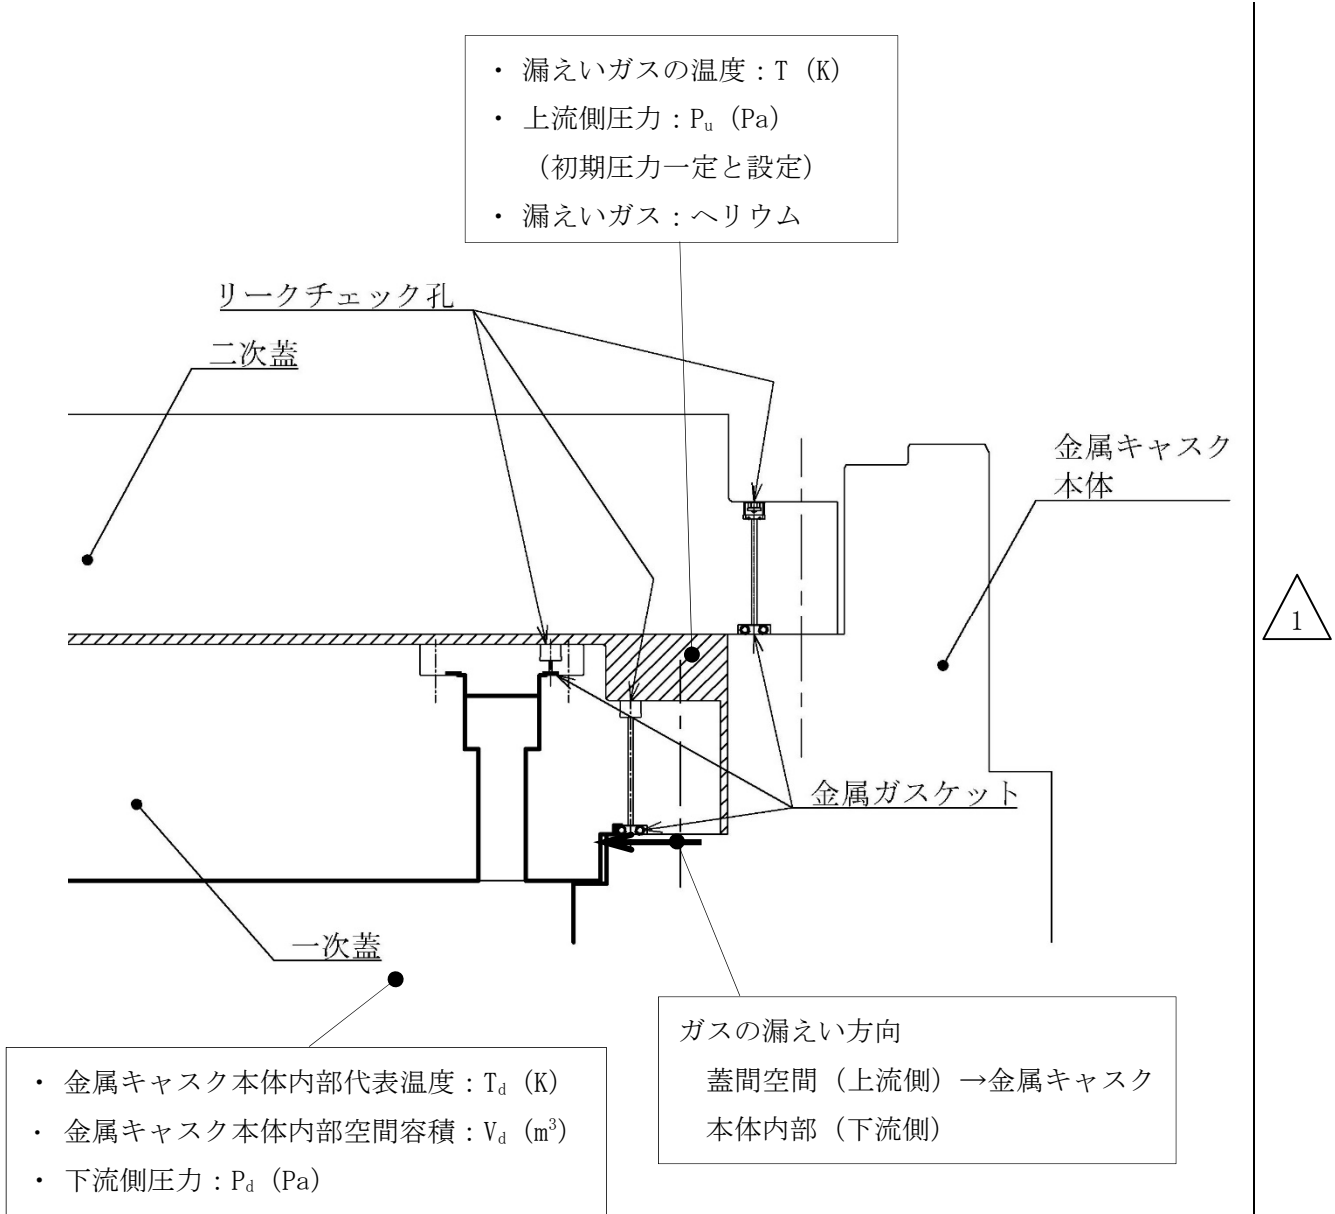 ・ 漏えいガスの温度：T (K)
・ 上流側圧力：Pu (Pa)
（初期圧力一定と設定）
・ 漏えいガス：ヘリウム
リークチェック孔
二次蓋
金属キャスク
本体
1
金属ガスケット
一次蓋
ガスの漏えい方向
蓋間空間（上流側）→金属キャスク
本体内部（下流側）
・ 金属キャスク本体内部代表温度：Td (K)
・ 金属キャスク本体内部空間容積：Vd (m³)
・ 下流側圧力：Pd (Pa)